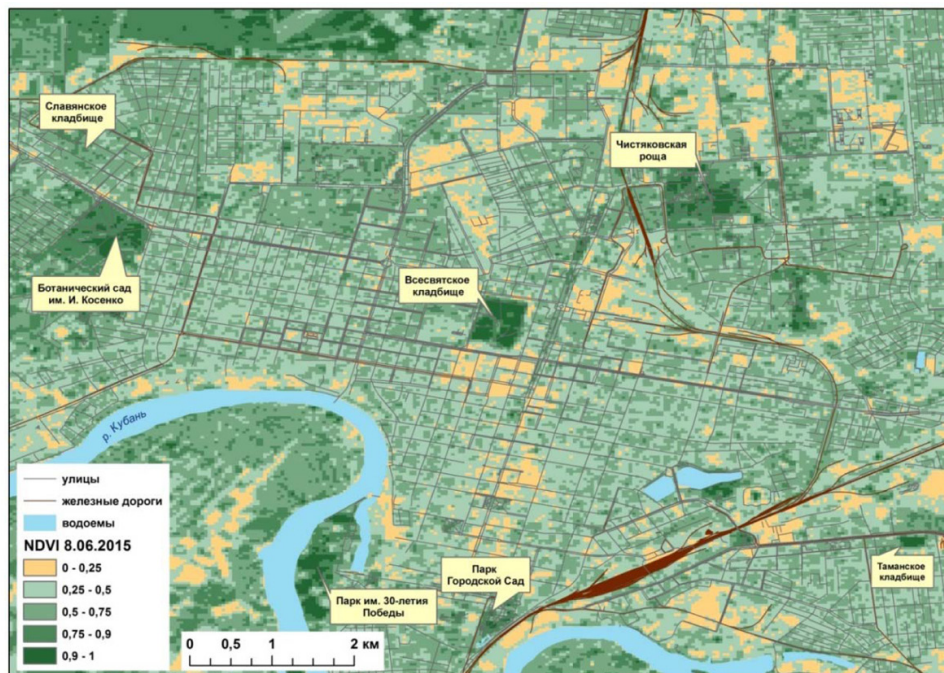 Славянское
кладбище
Чистяковская
роща
Ботанический сад
им. И. Косенко
Всесвятское
кладбище
р. Кубань
улицы
железные дороги
водоемы
NDVI 8.06.2015
0 - 0,25
0,25 - 0,5
0,5 - 0,75
0,75 - 0,9
0,9 - 1
0 0,5 1 2 км
Парк им. 30-летия
Победы
Парк
Городской Сад
Таманское
кладбище